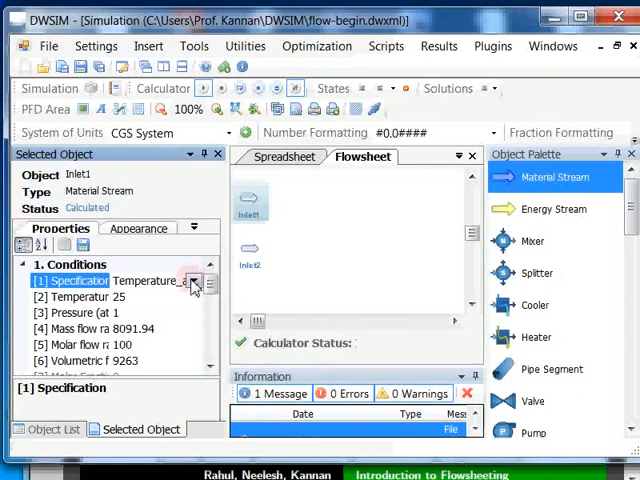 DWSIM - [Simulation (C:\Users\Prof. Kannan\DWSIM\flow-begin.dwxml)]
File Settings Insert Tools Utilities Optimization Scripts Results Plugins Windows
Simulation Calculator States Solutions
PFD Area 100%
System of Units CGS System Number Formatting #0.0#### Fraction Formatting
Selected Object
Object Inlet1
Type Material Stream
Status Calculated
Properties Appearance
1. Conditions
[1] Specification Temperature_a
[2] Temperatur 25
[3] Pressure (at 1
[4] Mass flow ra 8091.94
[5] Molar flow ra 100
[6] Volumetric f 9263
[1] Specification
Object List Selected Object
Spreadsheet Flowsheet
Inlet1
Inlet2
Calculator Status:
Information
1 Message 0 Errors 0 Warnings
Date Type Mes
File
Object Palette
Material Stream
Energy Stream
Mixer
Splitter
Cooler
Heater
Pipe Segment
Valve
Pump
Rahul, Neelesh, Kannan Introduction to Flowsheeting